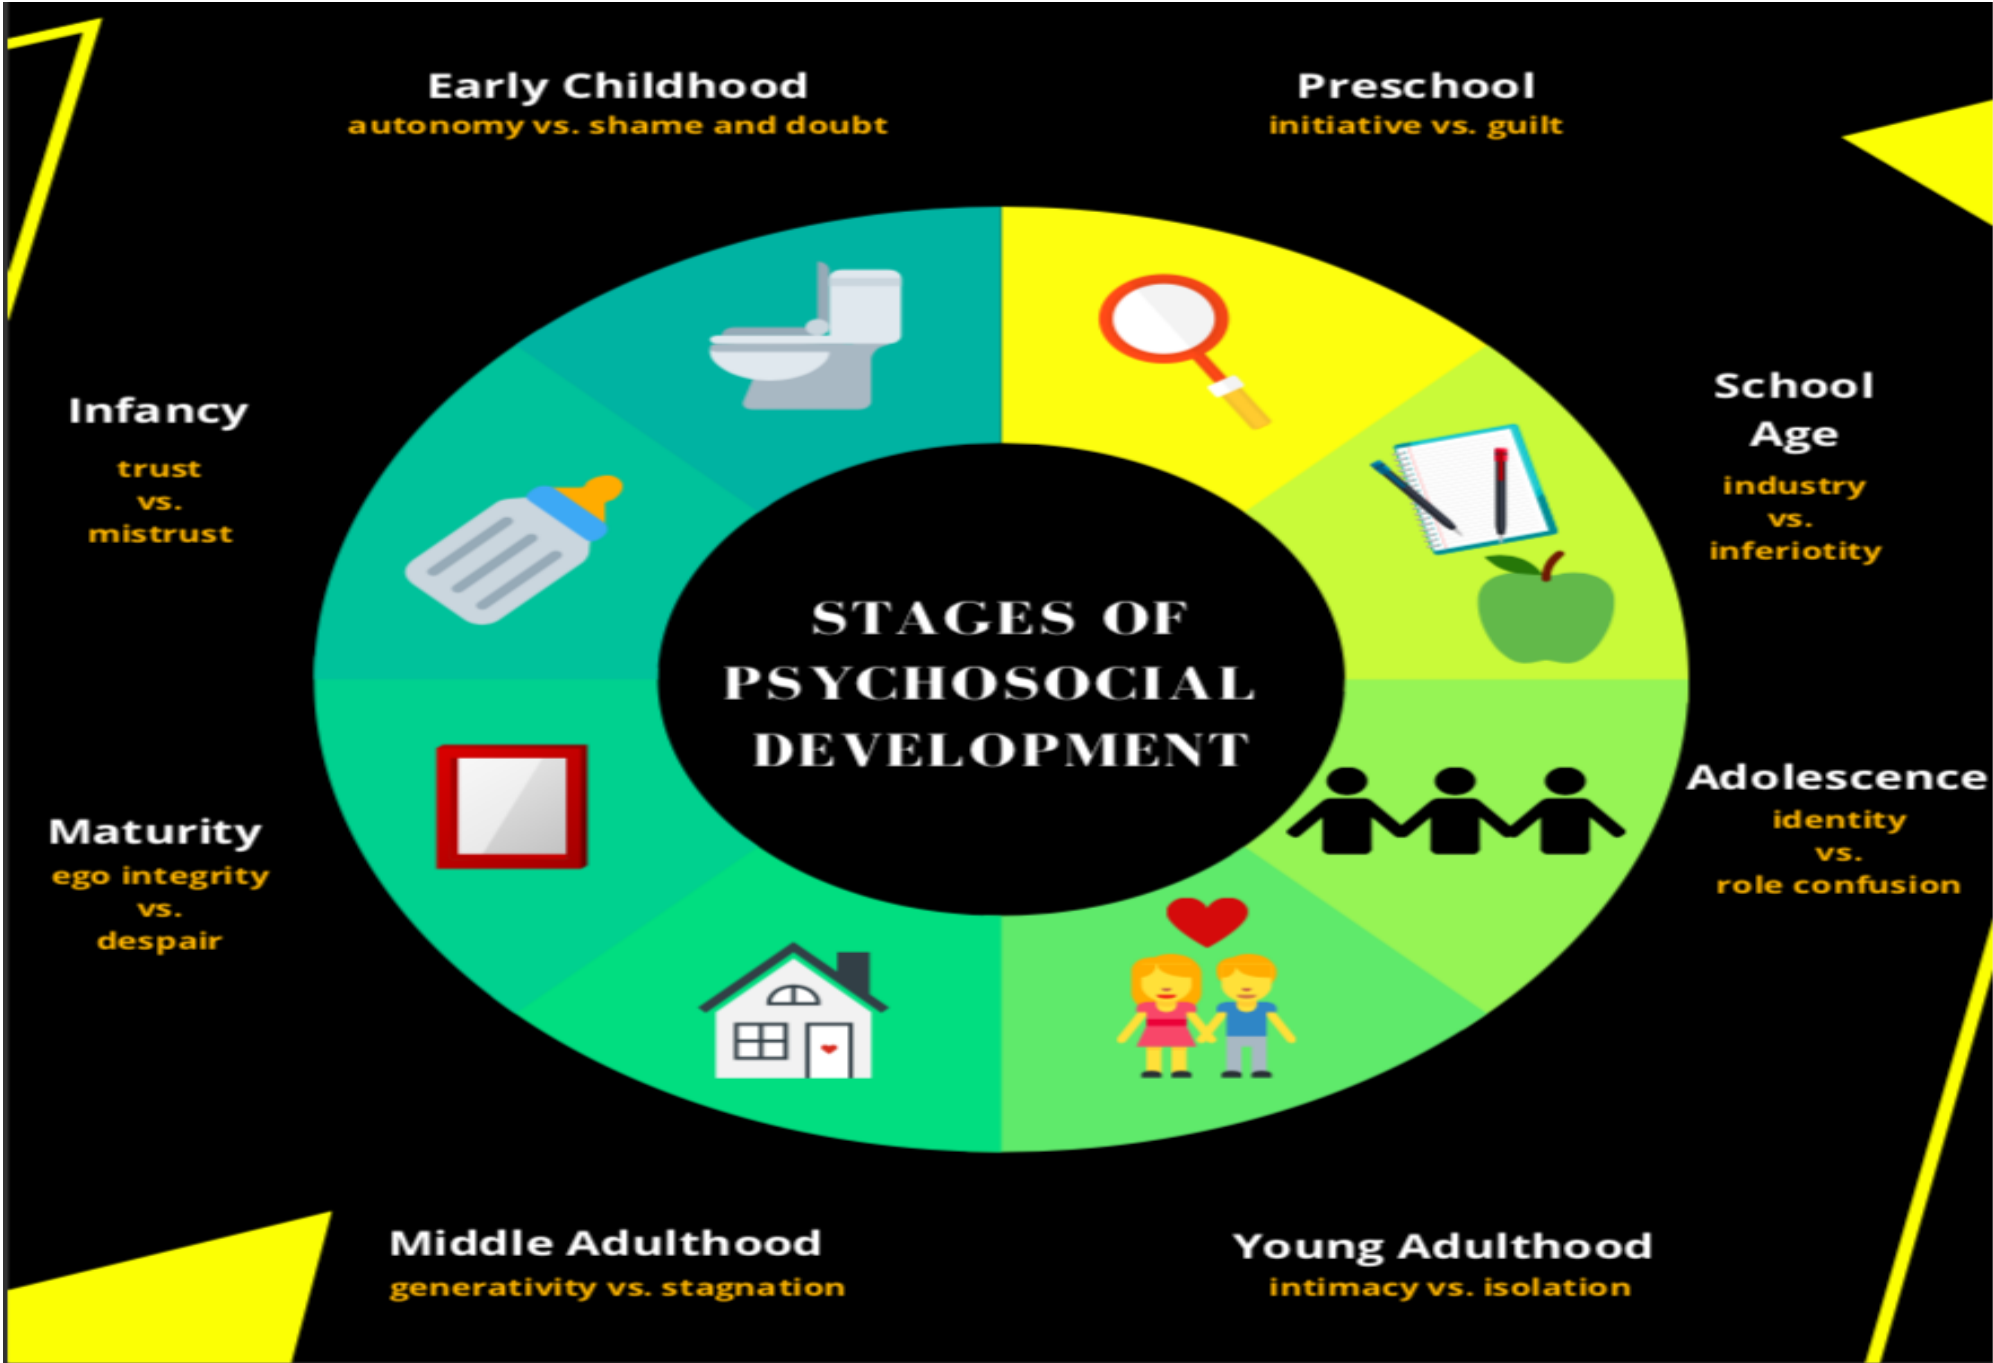 Early Childhood
autonomy vs. shame and doubt
Preschool
initiative vs. guilt
Infancy
trust
vs.
mistrust
School
Age
industry
vs.
inferiotity
STAGES OF
PSYCHOSOCIAL
DEVELOPMENT
Maturity
ego integrity
vs.
despair
Adolescence
identity
vs.
role confusion
Middle Adulthood
generativity vs. stagnation
Young Adulthood
intimacy vs. isolation